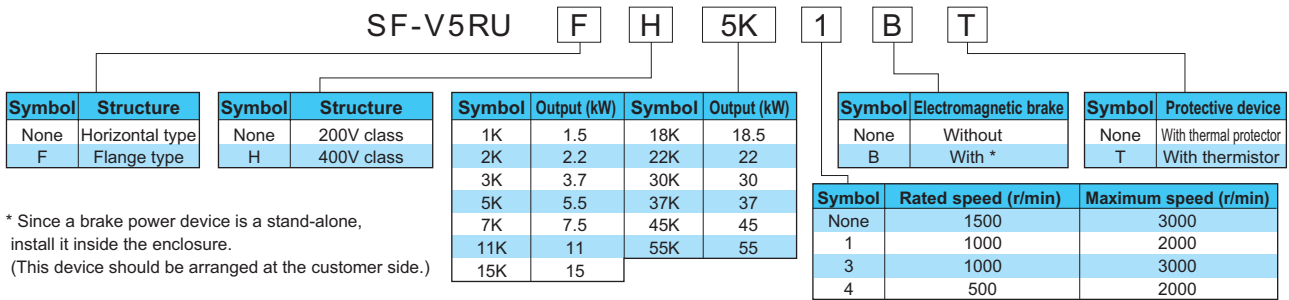 SF-V5RU F H 5K 1 B T
Symbol Structure
None Horizontal type
F Flange type
Symbol Structure
None 200V class
H 400V class
Symbol Output (kW) Symbol Output (kW)
1K 1.5 18K 18.5
2K 2.2 22K 22
3K 3.7 30K 30
5K 5.5 37K 37
7K 7.5 45K 45
11K 11 55K 55
15K 15
Symbol Electromagnetic brake
None Without
B With *
Symbol Protective device
None With thermal protector
T With thermistor
Symbol Rated speed (r/min) Maximum speed (r/min)
None 1500 3000
1 1000 2000
3 1000 3000
4 500 2000
* Since a brake power device is a stand-alone,
install it inside the enclosure.
(This device should be arranged at the customer side.)